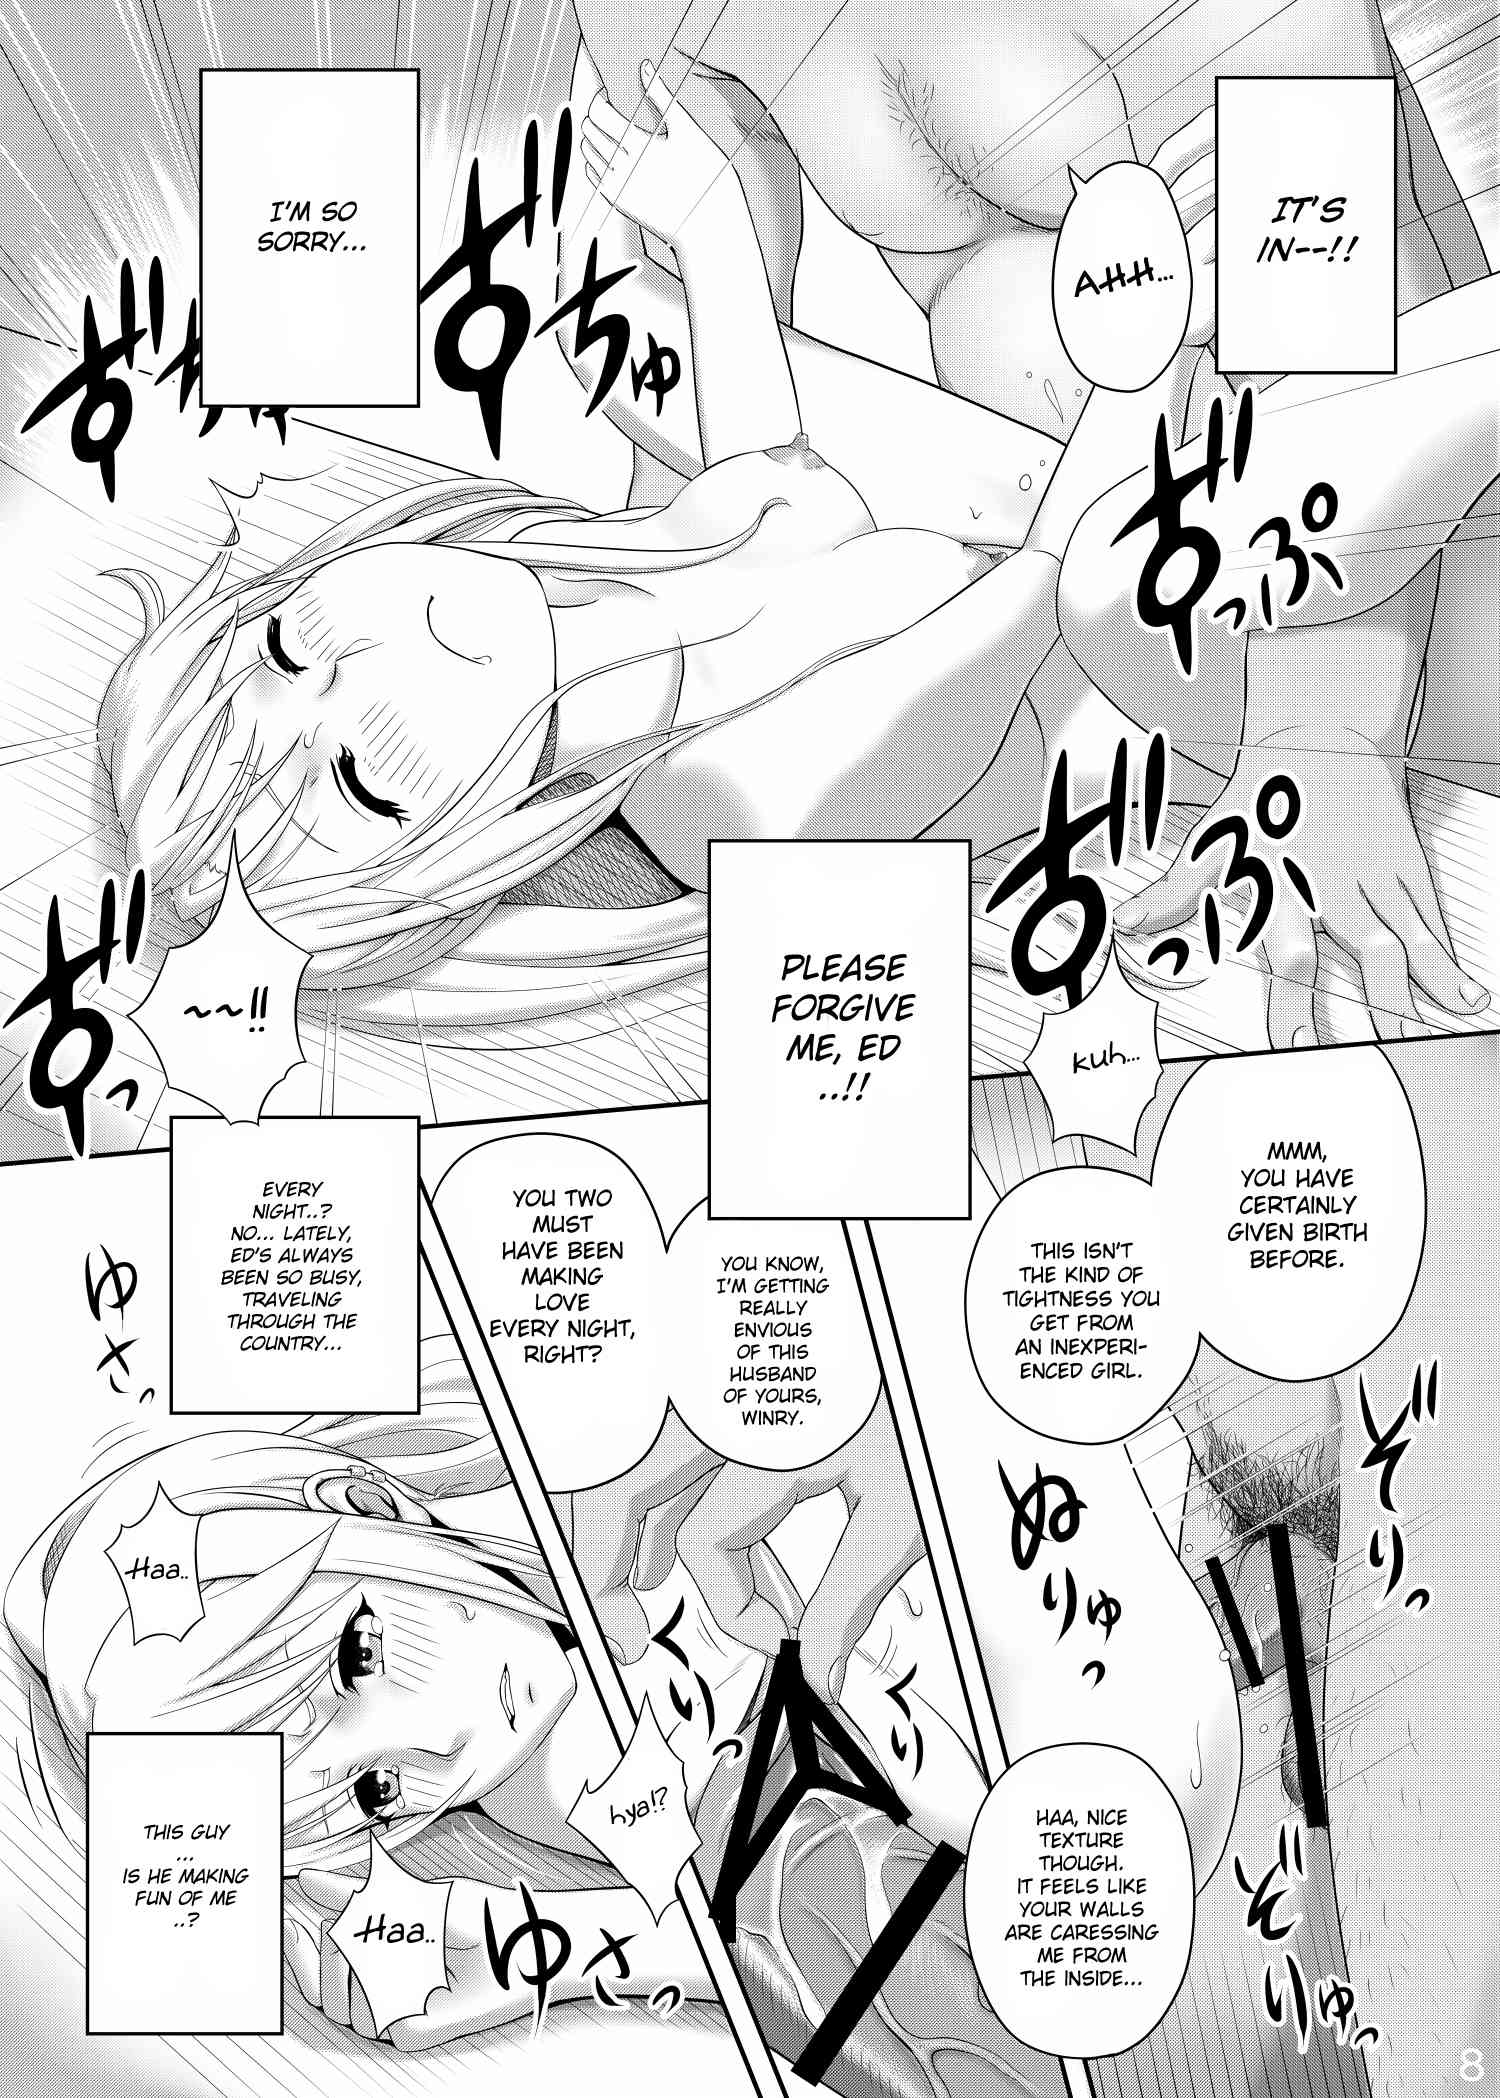 IT'S
IN--!!
AHH...
I'M SO
SORRY...
ずっぷ
ずちゅ
ずちゅ
ずっぷ
ずっ
~~!!
PLEASE
FORGIVE
ME, ED
..!!
kuh...
MMM,
YOU HAVE
CERTAINLY
GIVEN BIRTH
BEFORE.
THIS ISN'T
THE KIND OF
TIGHTNESS YOU
GET FROM
AN INEXPERI-
ENCED GIRL.
ぞりっ
ぬりゅっ
HAA, NICE
TEXTURE
THOUGH.
IT FEELS LIKE
YOUR WALLS
ARE CARESSING
ME FROM
THE INSIDE...
ぞりゅっ
YOU KNOW,
I'M GETTING
REALLY
ENVIOUS
OF THIS
HUSBAND
OF YOURS,
WINRY.
YOU TWO
MUST
HAVE BEEN
MAKING
LOVE
EVERY NIGHT,
RIGHT?
くりっ
くりっ
hya!?
EVERY
NIGHT..?
NO... LATELY,
ED'S ALWAYS
BEEN SO BUSY,
TRAVELING
THROUGH THE
COUNTRY...
ゆさっ
Haa..
Haa..
ゆさっ
THIS GUY
...
IS HE MAKING
FUN OF ME
..?
8